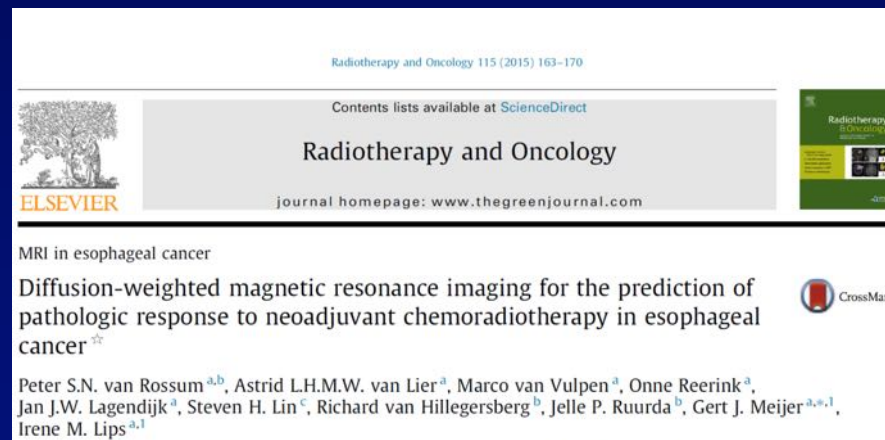 Radiotherapy and Oncology 115 (2015) 163–170
Contents lists available at ScienceDirect
Radiotherapy and Oncology
journal homepage: www.thegreenjournal.com
ELSEVIER
Radiotherapy
& Oncology
MRI in esophageal cancer
Diffusion-weighted magnetic resonance imaging for the prediction of
pathologic response to neoadjuvant chemoradiotherapy in esophageal
cancer ☆
CrossMar
Peter S.N. van Rossum a,b, Astrid L.H.M.W. van Lier a, Marco van Vulpen a, Onne Reerink a,
Jan J.W. Lagendijk a, Steven H. Lin c, Richard van Hillegersberg b, Jelle P. Ruurda b, Gert J. Meijer a,*,1,
Irene M. Lips a,1